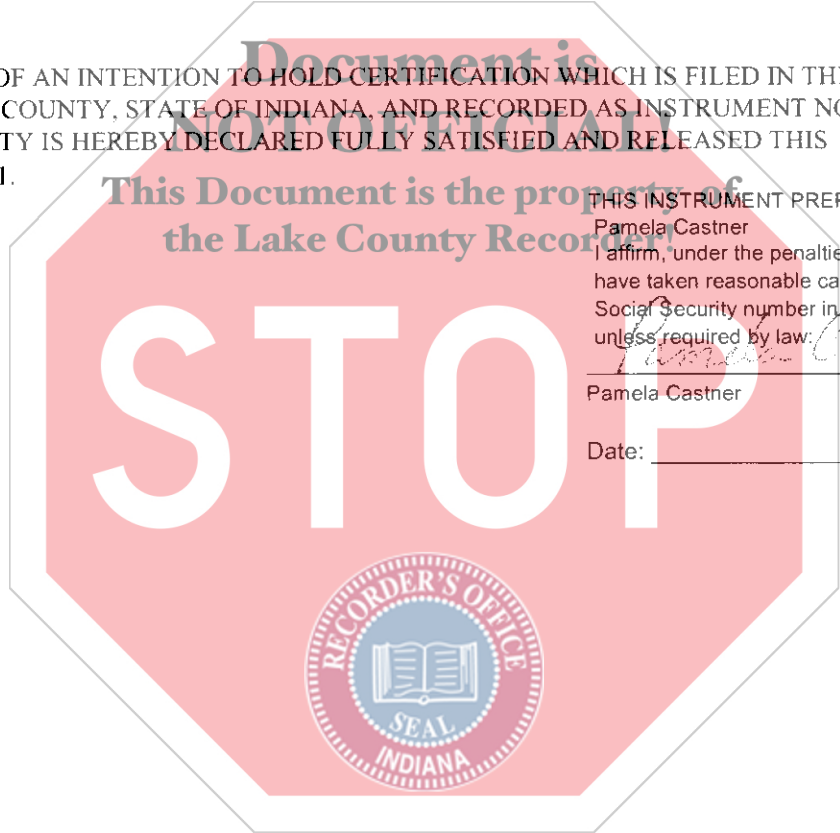 Document is
OF AN INTENTION TO HOLD CERTIFICATION WHICH IS FILED IN TH
COUNTY, STATE OF INDIANA, AND RECORDED AS INSTRUMENT NO
NOT OFFICIAL!
TY IS HEREBY DECLARED FULLY SATISFIED AND RELEASED THIS
1.
This Document is the property of
the Lake County Recorder!
THIS INSTRUMENT PREP
Pamela Castner
I affirm, under the penaltie
have taken reasonable ca
Social Security number in
unless required by law:
Pamela C
Pamela Castner
Date:
STOP
RECORDER'S OFFICE
SEAL
INDIANA